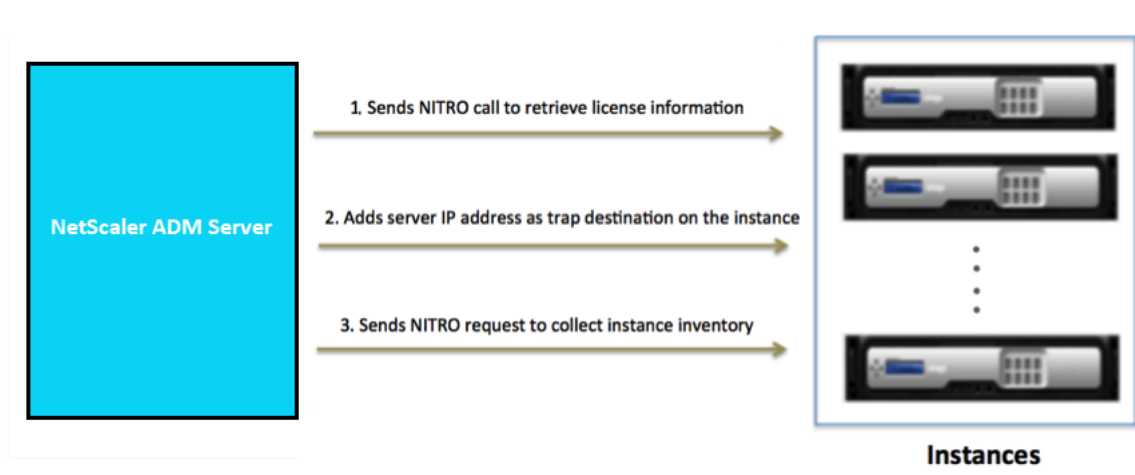 1. Sends NITRO call to retrieve license information
NetScaler ADM Server
2. Adds server IP address as trap destination on the instance
3. Sends NITRO request to collect instance inventory
Instances